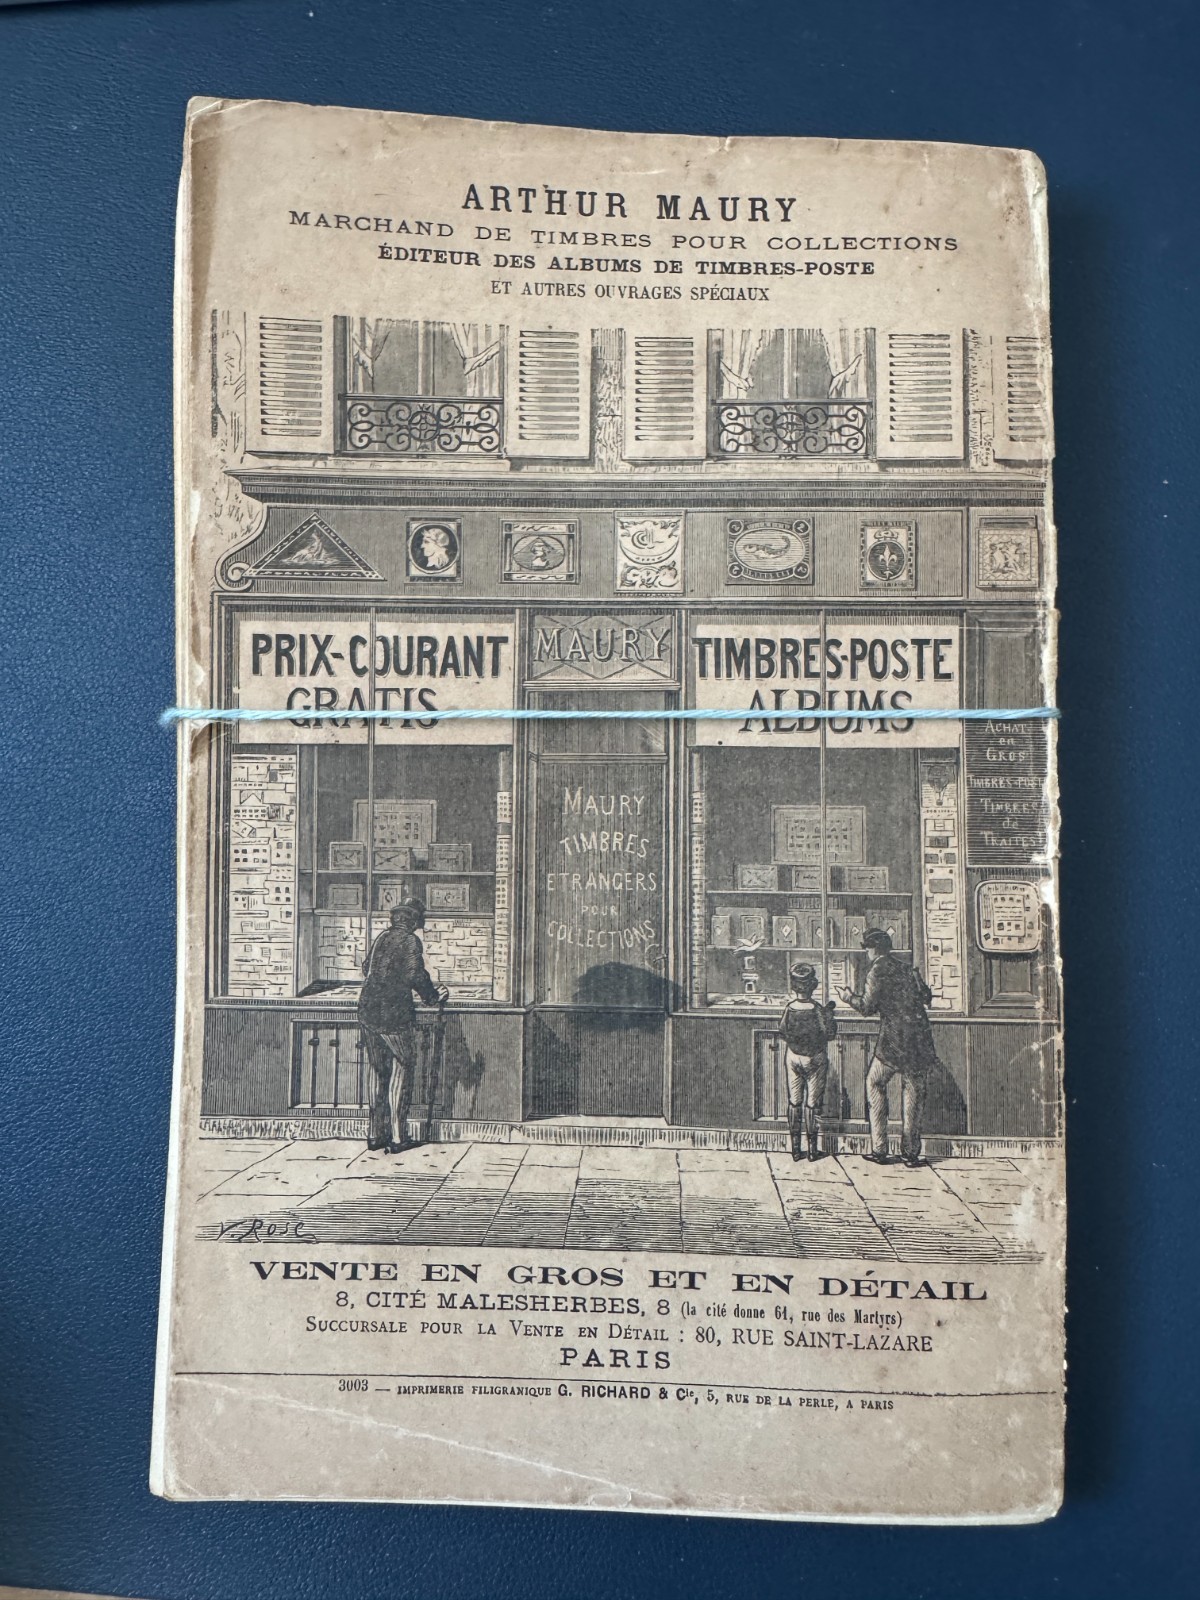 ARTHUR MAURY
MARCHAND DE TIMBRES POUR COLLECTIONS
ÉDITEUR DES ALBUMS DE TIMBRES-POSTE
ET AUTRES OUVRAGES SPÉCIAUX
PRIX-COURANT
GRATIS
MAURY
TIMBRES-POSTE
ALBUMS
MAURY
TIMBRES
ETRANGERS
POUR
COLLECTIONS
ACHAT
en
GROS
TIMBRES-POSTE
TIMBRES
de
TRAITES
V. Rose
VENTE EN GROS ET EN DÉTAIL
8, CITÉ MALESHERBES, 8 (la cité donne 61, rue des Martyrs)
SUCCURSALE POUR LA VENTE EN DÉTAIL : 80, RUE SAINT-LAZARE
PARIS
3003 — IMPRIMERIE FILIGRANIQUE G. RICHARD & Cie, 5, RUE DE LA PERLE, A PARIS